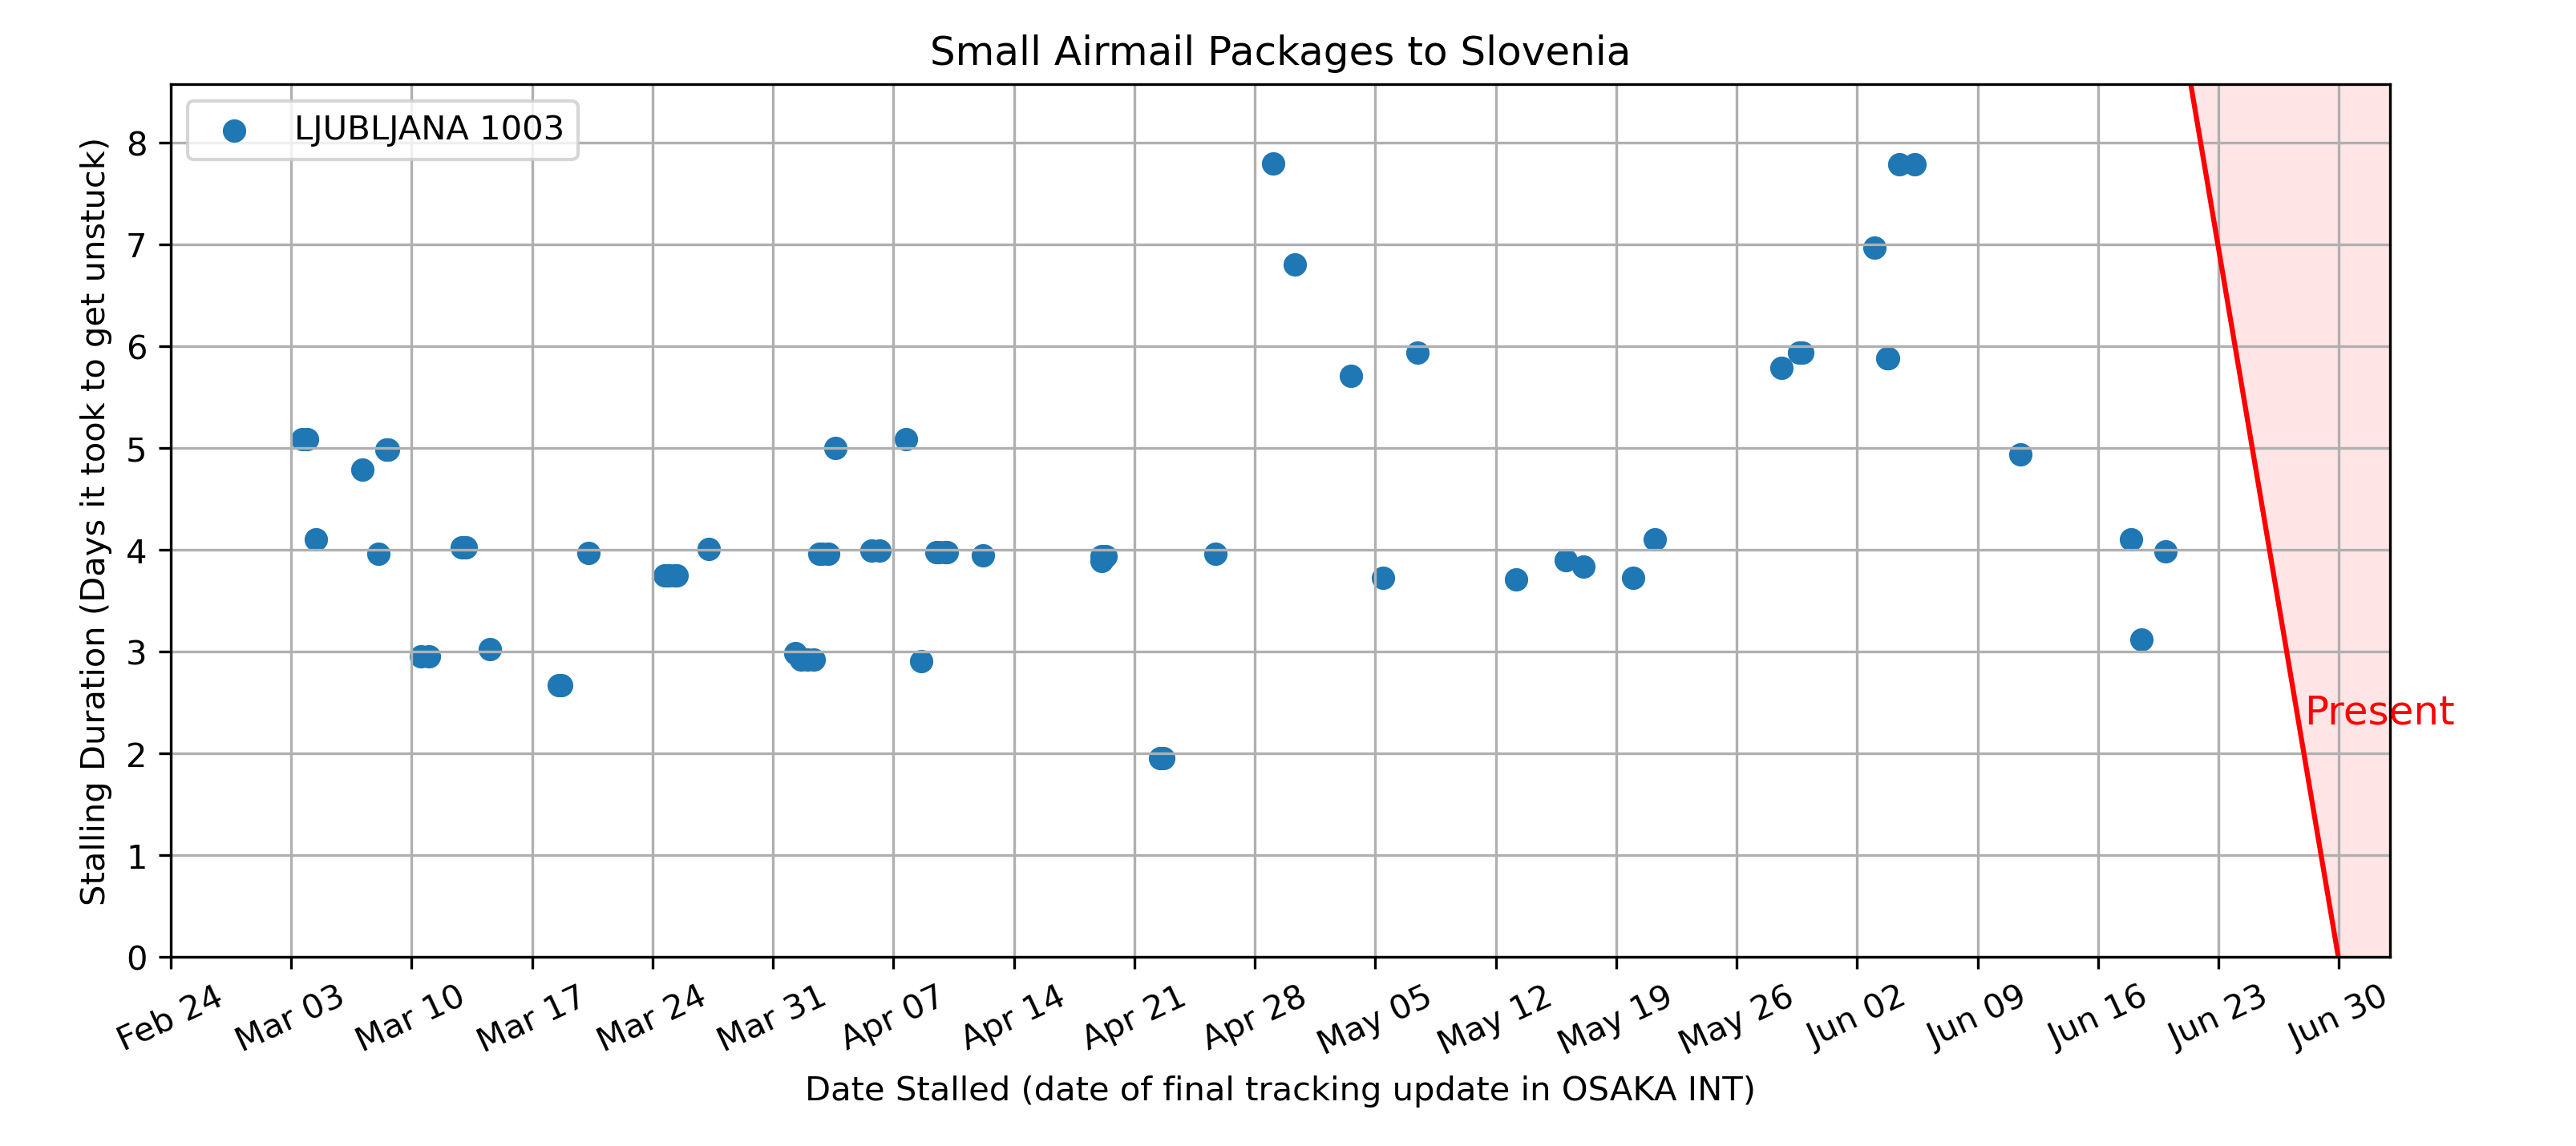 Small Airmail Packages to Slovenia
LJUBLJANA 1003
Stalling Duration (Days it took to get unstuck)
8
7
6
5
4
3
2
1
0
Present
Feb 24
Mar 03
Mar 10
Mar 17
Mar 24
Mar 31
Apr 07
Apr 14
Apr 21
Apr 28
May 05
May 12
May 19
May 26
Jun 02
Jun 09
Jun 16
Jun 23
Jun 30
Date Stalled (date of final tracking update in OSAKA INT)